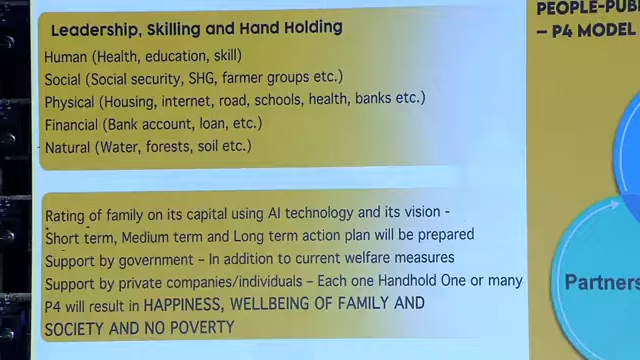 Leadership, Skilling and Hand Holding
Human (Health, education, skill)
Social (Social security, SHG, farmer groups etc.)
Physical (Housing, internet, road, schools, health, banks etc.)
Financial (Bank account, loan, etc.)
Natural (Water, forests, soil etc.)
Rating of family on its capital using AI technology and its vision -
Short term, Medium term and Long term action plan will be prepared
Support by government – In addition to current welfare measures
Support by private companies/individuals – Each one Handhold One or many
P4 will result in HAPPINESS, WELLBEING OF FAMILY AND
SOCIETY AND NO POVERTY
PEOPLE-PUB
– P4 MODEL
Partners